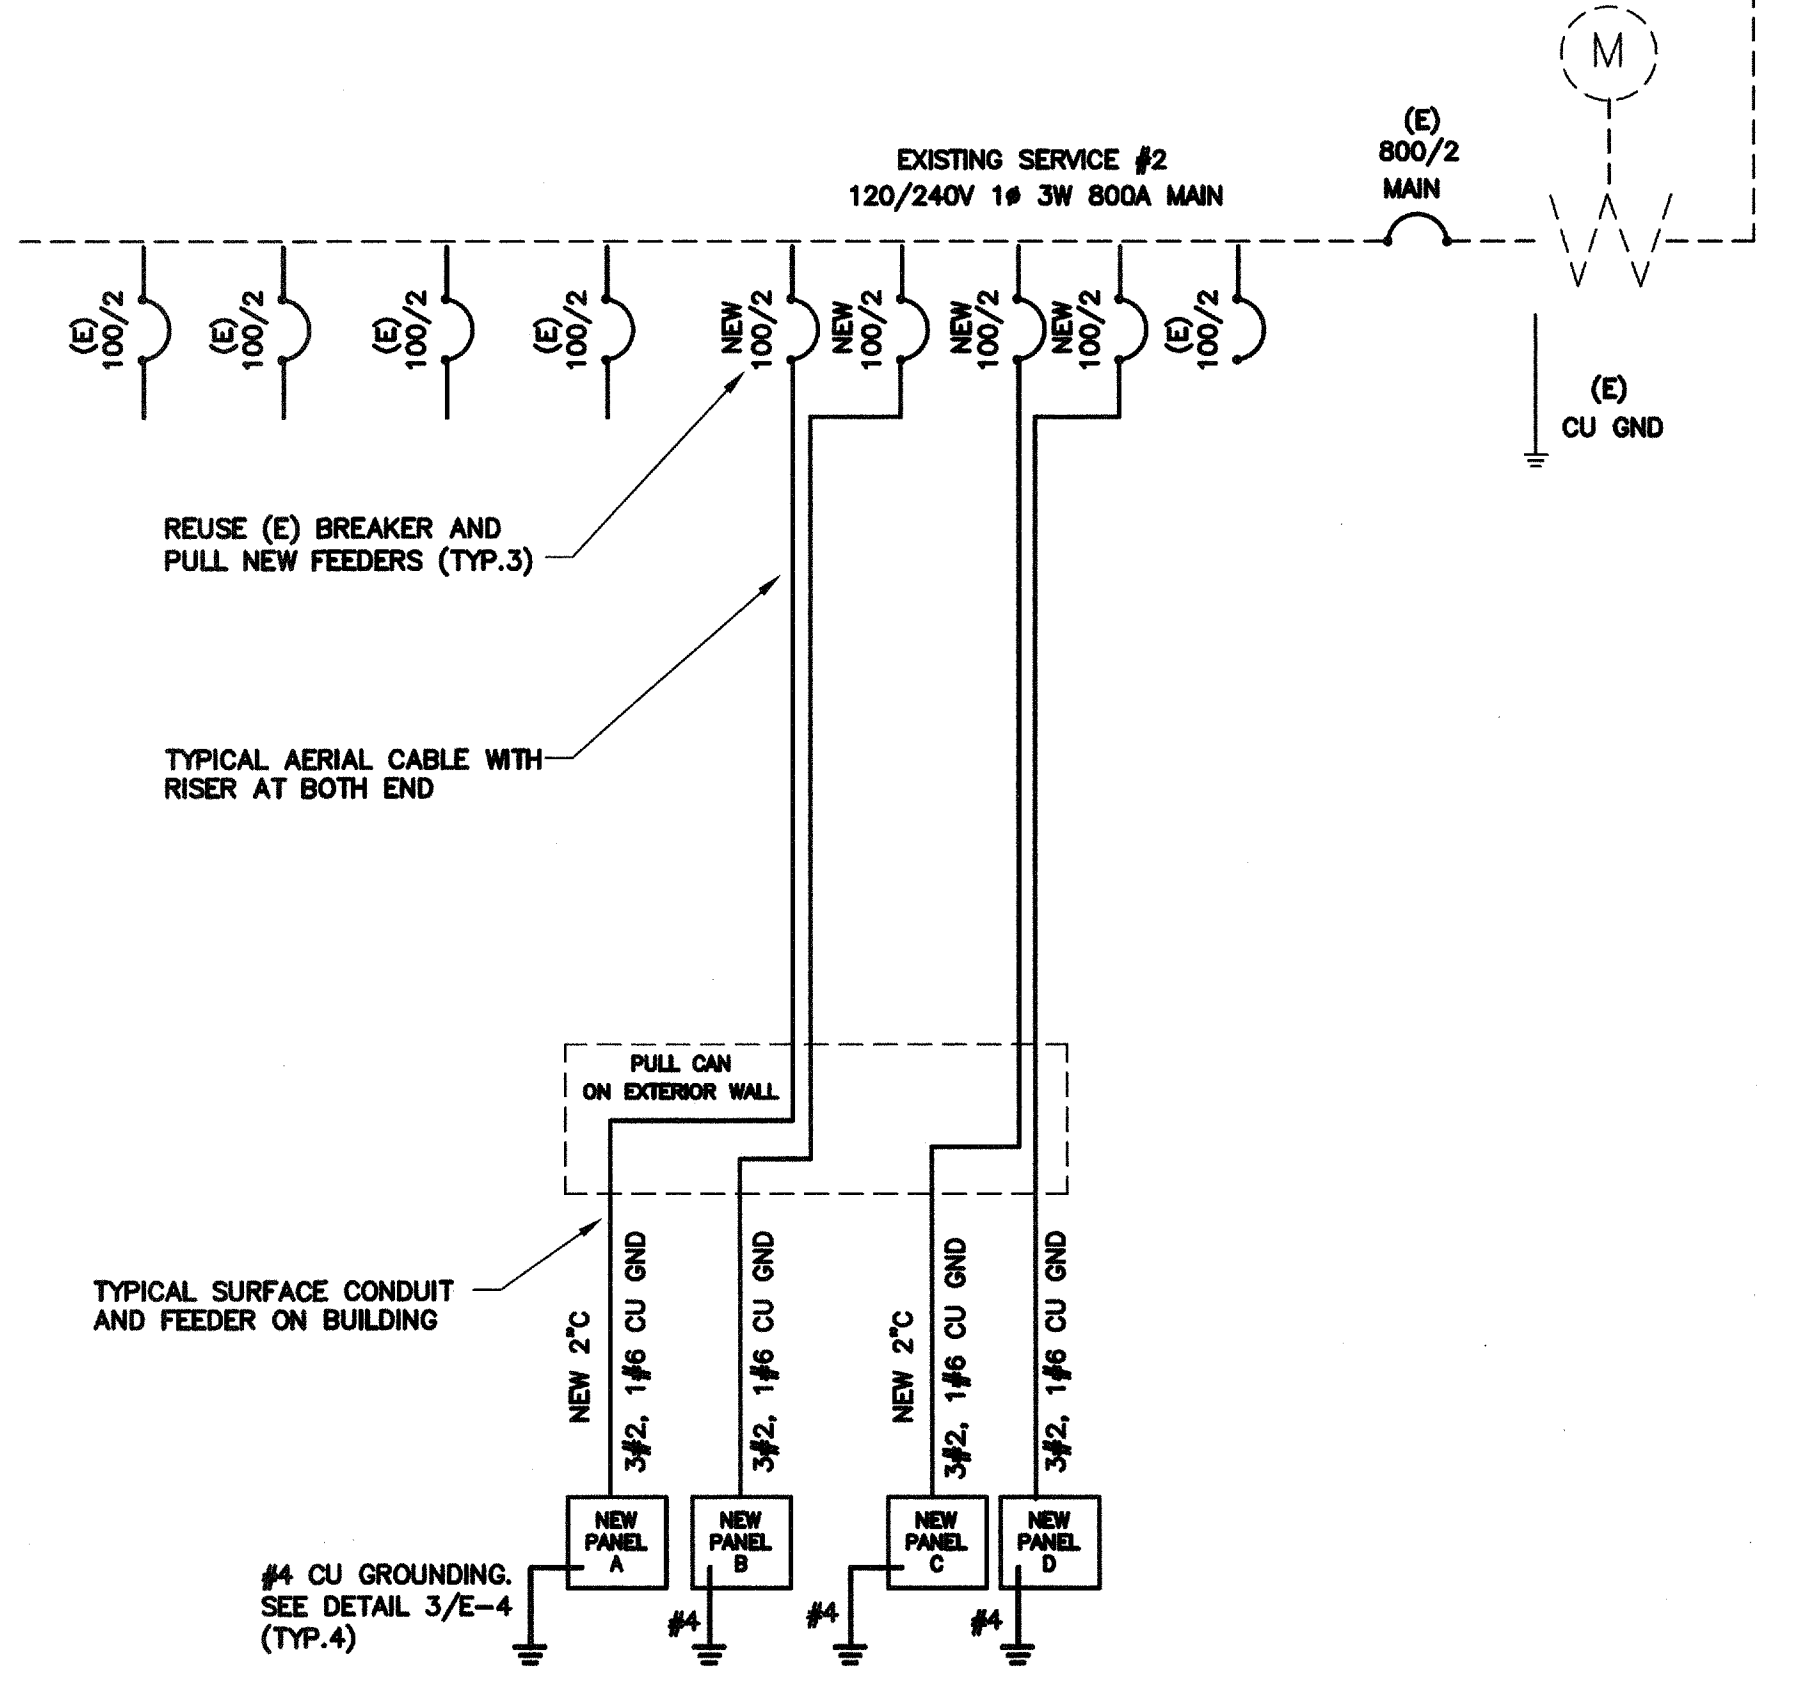 M
(E)
800/2
MAIN
EXISTING SERVICE #2
120/240V 1ø 3W 800A MAIN
(E)
100/2
(E)
100/2
(E)
100/2
(E)
100/2
NEW
100/2
NEW
100/2
NEW
100/2
NEW
100/2
(E)
100/2
(E)
CU GND
REUSE (E) BREAKER AND
PULL NEW FEEDERS (TYP.3)
TYPICAL AERIAL CABLE WITH
RISER AT BOTH END
PULL CAN
ON EXTERIOR WALL
TYPICAL SURFACE CONDUIT
AND FEEDER ON BUILDING
NEW 2"C
3#2, 1#6 CU GND
3#2, 1#6 CU GND
NEW 2"C
3#2, 1#6 CU GND
3#2, 1#6 CU GND
NEW
PANEL
A
NEW
PANEL
B
NEW
PANEL
C
NEW
PANEL
D
#4 CU GROUNDING.
SEE DETAIL 3/E-4
(TYP.4)
#4
#4
#4